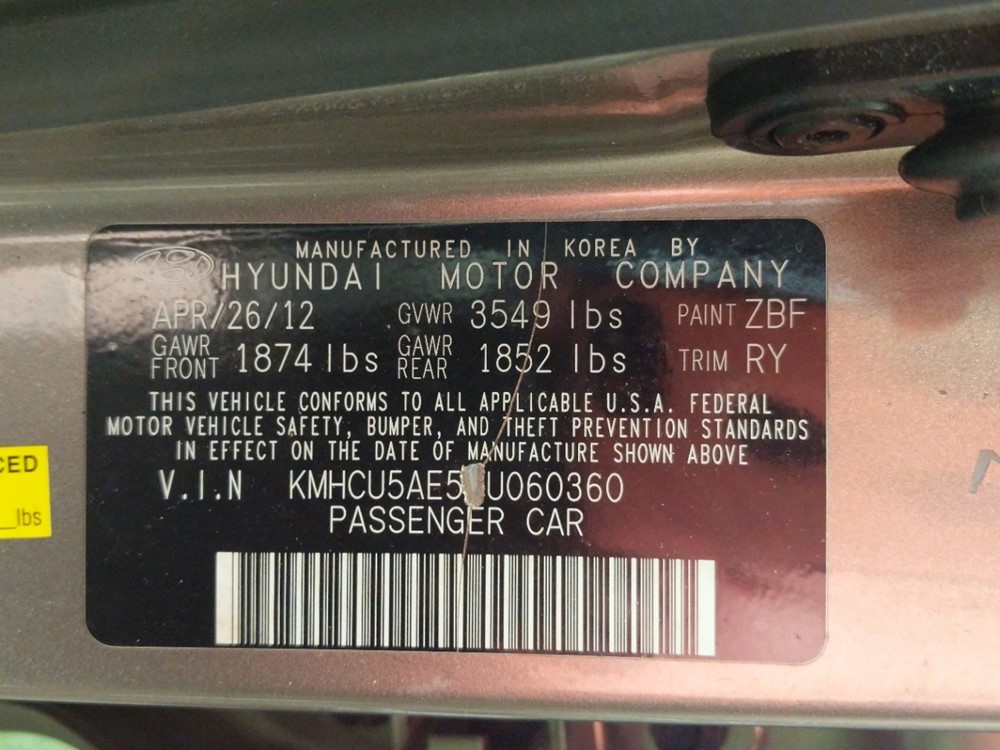 MANUFACTURED IN KOREA BY
HYUNDAI MOTOR COMPANY
APR/26/12 GVWR 3549 lbs PAINT ZBF
GAWR FRONT 1874 lbs GAWR REAR 1852 lbs TRIM RY
THIS VEHICLE CONFORMS TO ALL APPLICABLE U.S.A. FEDERAL
MOTOR VEHICLE SAFETY, BUMPER, AND THEFT PREVENTION STANDARDS
IN EFFECT ON THE DATE OF MANUFACTURE SHOWN ABOVE
V.I.N
PASSENGER CAR
CED
lbs